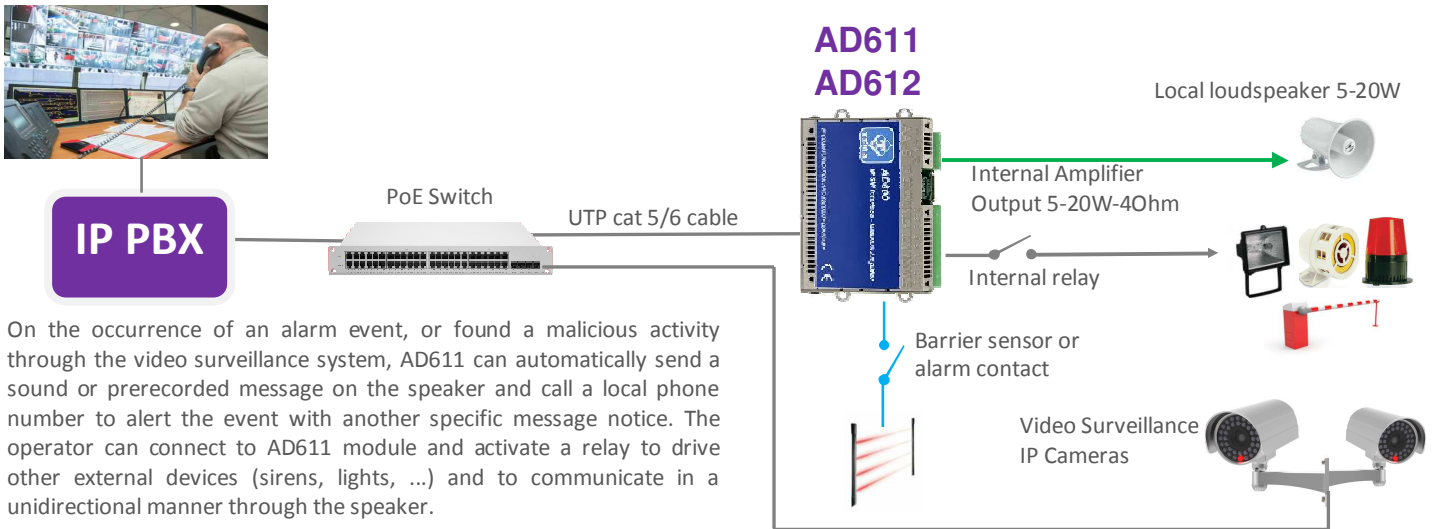 AD611
AD612
Local loudspeaker 5-20W
PoE Switch
UTP cat 5/6 cable
Internal Amplifier
Output 5-20W-4Ohm
IP PBX
Internal relay
On the occurrence of an alarm event, or found a malicious activity
through the video surveillance system, AD611 can automatically send a
sound or prerecorded message on the speaker and call a local phone
number to alert the event with another specific message notice. The
operator can connect to AD611 module and activate a relay to drive
other external devices (sirens, lights, ...) and to communicate in a
unidirectional manner through the speaker.
Barrier sensor or
alarm contact
Video Surveillance
IP Cameras